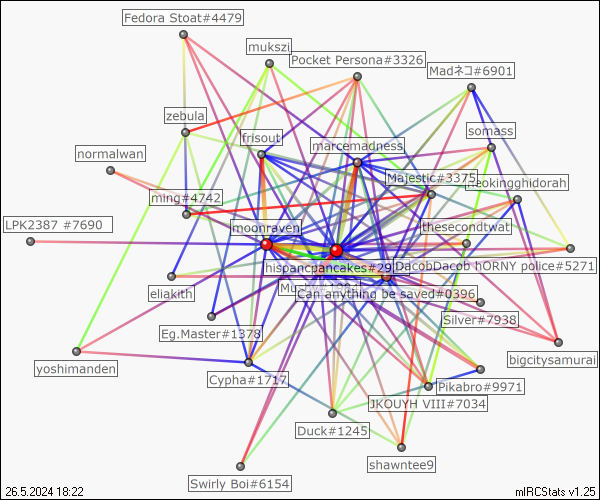 Fedora Stoat#4479
mukszi
Pocket Persona#3326
Madネコ#6901
zebula
somass
frisout
marcemadness
normalwan
Majestic#3375
neokingghidorah
ming#4742
LPK2387 #7690
moonraven
thesecondtwat
hispancpancakes#29
DacobDacob hORNY police#5271
eliakith
Can anything be saved#0396
Silver#7938
Eg.Master#1378
bigcitysamurai
yoshimanden
Cypha#1717
Pikabro#9971
JKOUYH VIII#7034
Duck#1245
shawntee9
Swirly Boi#6154
26.5.2024 18:22
mIRCStats v1.25